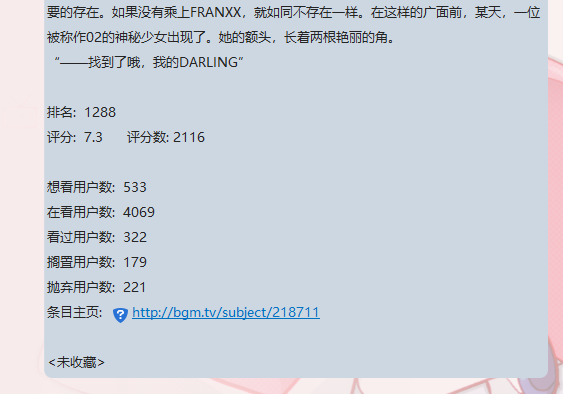 要的存在。如果没有乘上FRANXX，就如同不存在一样。在这样的广面前，某天，一位
被称作02的神秘少女出现了。她的额头，长着两根艳丽的角。
“——找到了哦，我的DARLING”
排名: 1288
评分: 7.3 评分数: 2116
想看用户数: 533
在看用户数: 4069
看过用户数: 322
搁置用户数: 179
抛弃用户数: 221
条目主页: http://bgm.tv/subject/218711
<未收藏>